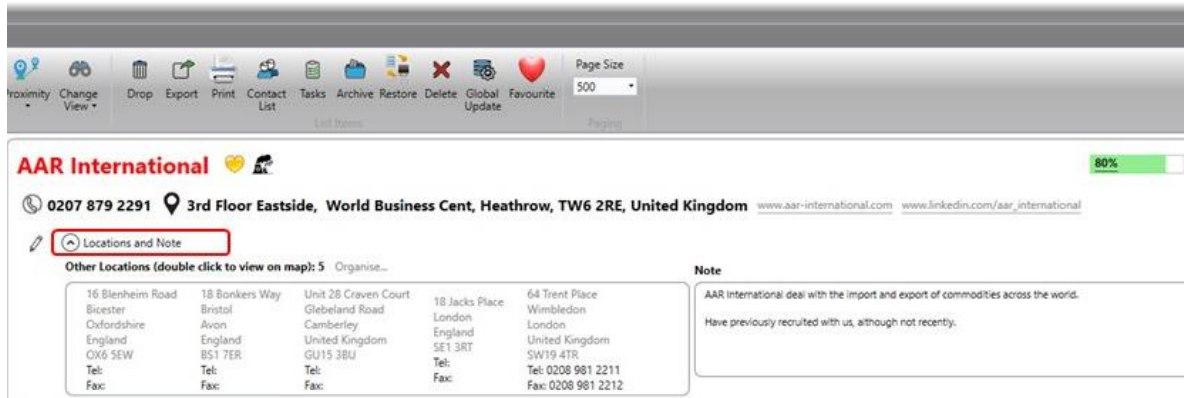 Proximity Change View Drop Export Print Contact List Tasks Archive Restore Delete Global Update Favourite
Page Size
500
List Items
Paging
AAR International
80%
0207 879 2291 3rd Floor Eastside, World Business Cent, Heathrow, TW6 2RE, United Kingdom www.aar-international.com www.linkedin.com/aar_international
Locations and Note
Other Locations (double click to view on map): 5 Organise...
16 Blenheim Road
Bicester
Oxfordshire
England
OX6 5EW
Tel:
Fax:
18 Bonkers Way
Bristol
Avon
England
BS1 7ER
Tel:
Fax:
Unit 28 Craven Court
Glebeland Road
Camberley
United Kingdom
GU15 3BU
Tel:
Fax:
18 Jacks Place
London
England
SE1 3RT
Tel:
Fax:
64 Trent Place
Wimbledon
London
United Kingdom
SW19 4TR
Tel: 0208 981 2211
Fax: 0208 981 2212
Note
AAR International deal with the import and export of commodities across the world.
Have previously recruited with us, although not recently.